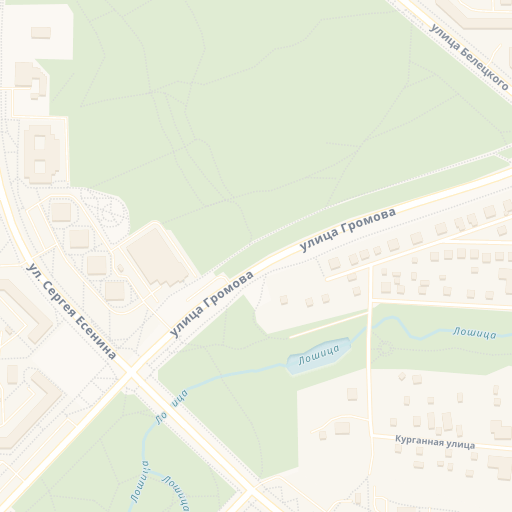 улица Белецкого
улица Громова
ул. Сергея Есенина
улица Громова
Лошица
Лошица
Лошица
Курганная улица
Лошица
Лошица